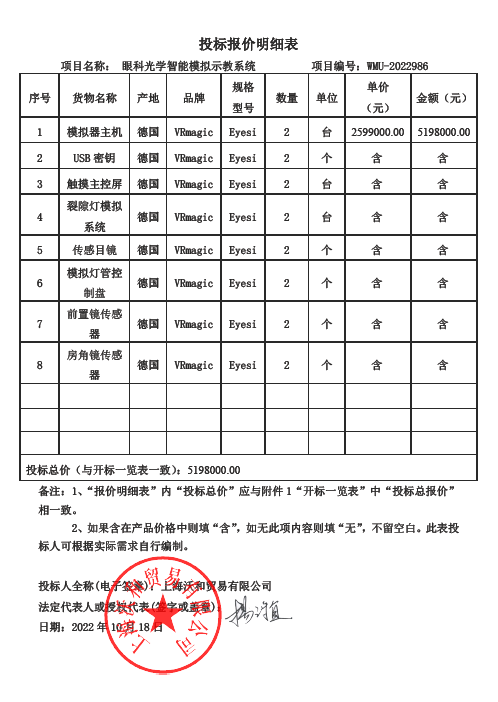 投标报价明细表
项目名称： 眼科光学智能模拟示教系统 项目编号：WMU-2022986
序号 货物名称 产地 品牌 规格型号 数量 单位 单价（元） 金额（元）
1 模拟器主机 德国 VRmagic Eyesi 2 台 2599000.00 5198000.00
2 USB 密钥 德国 VRmagic Eyesi 2 个 含 含
3 触摸主控屏 德国 VRmagic Eyesi 2 台 含 含
4 裂隙灯模拟系统 德国 VRmagic Eyesi 2 台 含 含
5 传感目镜 德国 VRmagic Eyesi 2 个 含 含
6 模拟灯管控制盘 德国 VRmagic Eyesi 2 个 含 含
7 前置镜传感器 德国 VRmagic Eyesi 2 个 含 含
8 房角镜传感器 德国 VRmagic Eyesi 2 个 含 含
投标总价（与开标一览表一致）：5198000.00
备注：1、“报价明细表”内“投标总价”应与附件 1“开标一览表”中“投标总报价”
相一致。
2、如果含在产品价格中则填“含”，如无此项内容则填“无”，不留空白。此表投
标人可根据实际需求自行编制。
投标人全称(电子签章)：上海沃和贸易有限公司
法定代表人或授权代表(签字或盖章)：
日期：2022 年 10 月 18 日
上海沃和贸易有限公司